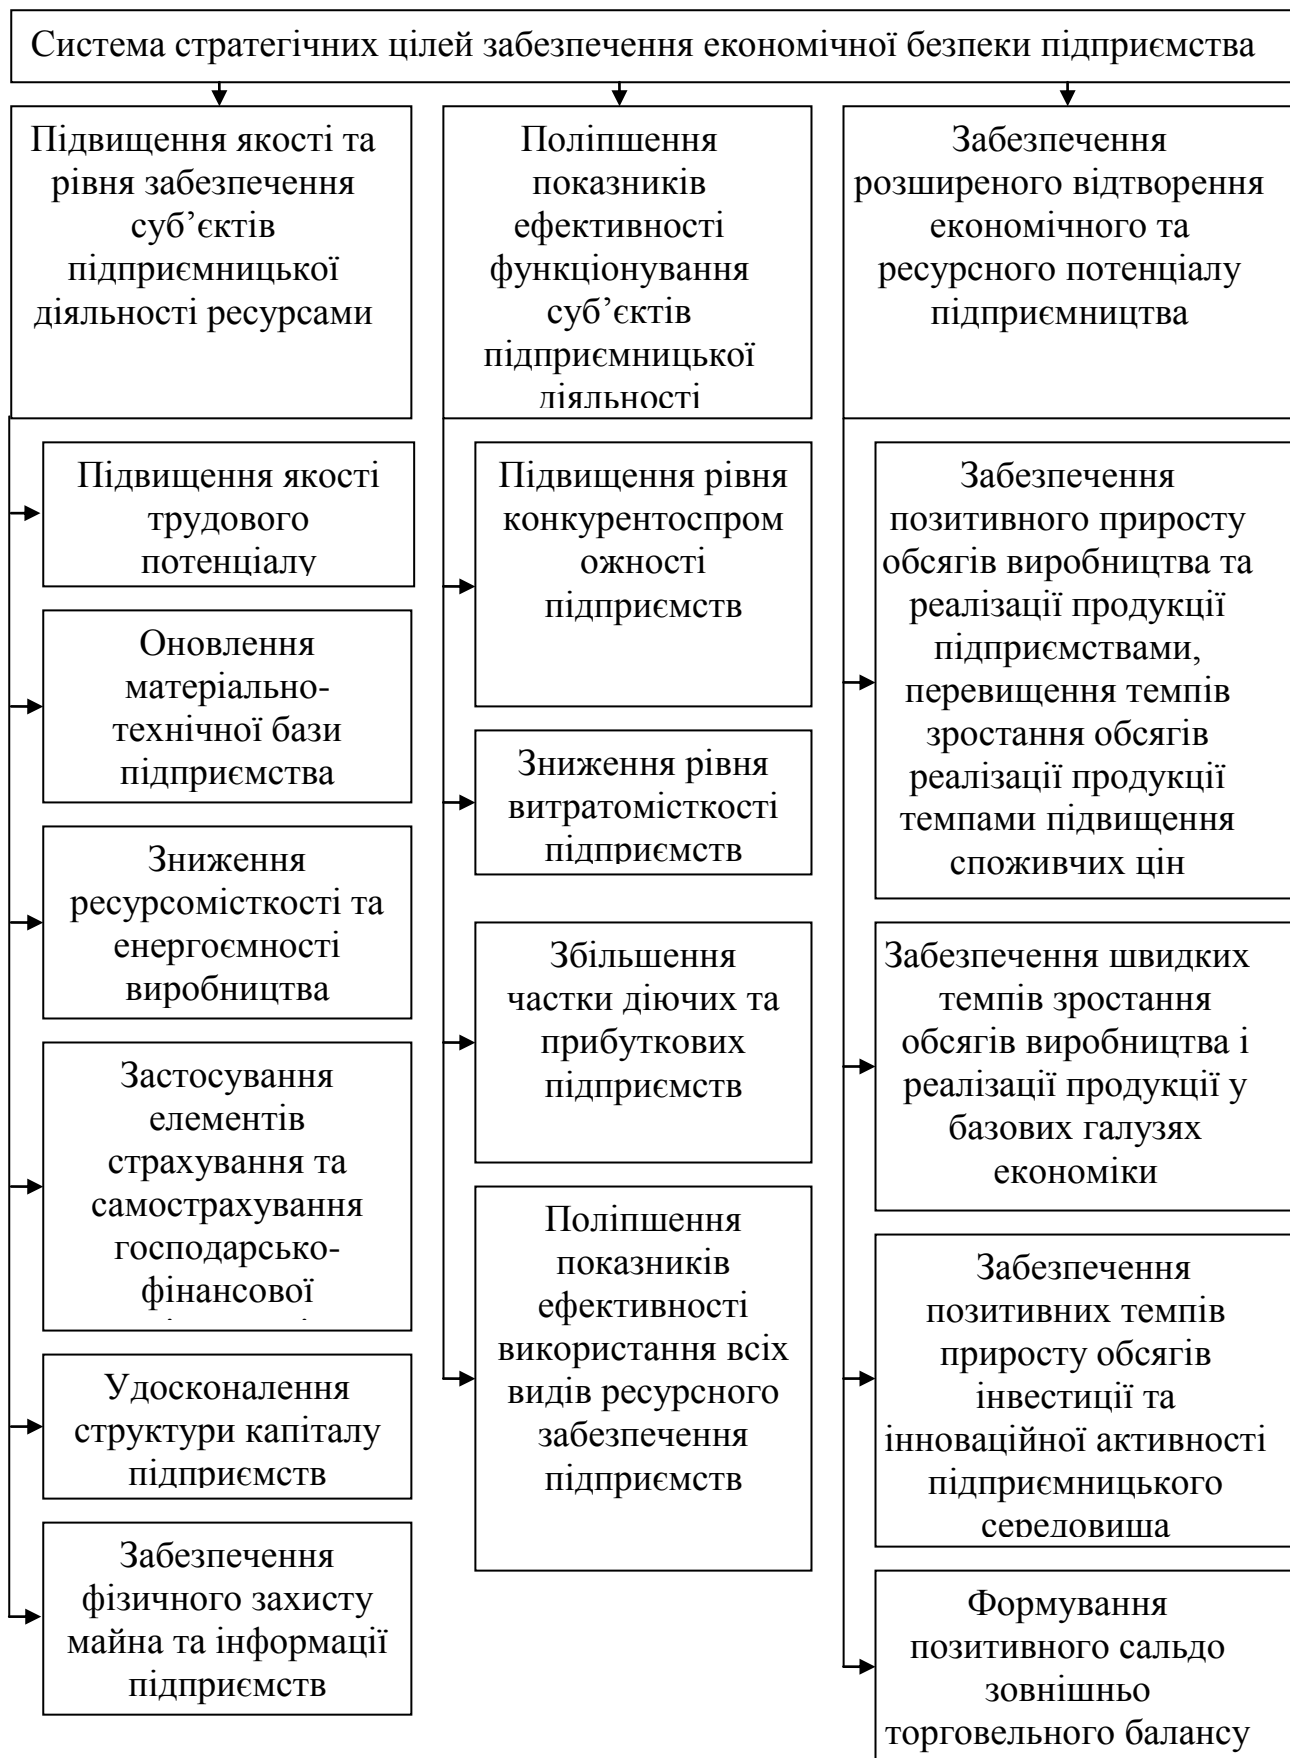 Система стратегічних цілей забезпечення економічної безпеки підприємства
Підвищення якості та
рівня забезпечення
суб’єктів
підприємницької
діяльності ресурсами
Підвищення якості
трудового
потенціалу
Оновлення
матеріально-
технічної бази
підприємства
Зниження
ресурсомісткості та
енергоємності
виробництва
Застосування
елементів
страхування та
самострахування
господарсько-
фінансової
Удосконалення
структури капіталу
підприємств
Забезпечення
фізичного захисту
майна та інформації
підприємств
Поліпшення
показників
ефективності
функціонування
суб’єктів
підприємницької
діяльності
Підвищення рівня
конкурентоспром
ожності
підприємств
Зниження рівня
витратомісткості
підприємств
Збільшення
частки діючих та
прибуткових
підприємств
Поліпшення
показників
ефективності
використання всіх
видів ресурсного
забезпечення
підприємств
Забезпечення
розширеного відтворення
економічного та
ресурсного потенціалу
підприємництва
Забезпечення
позитивного приросту
обсягів виробництва та
реалізації продукції
підприємствами,
перевищення темпів
зростання обсягів
реалізації продукції
темпами підвищення
споживчих цін
Забезпечення швидких
темпів зростання
обсягів виробництва і
реалізації продукції у
базових галузях
економіки
Забезпечення
позитивних темпів
приросту обсягів
інвестиції та
інноваційної активності
підприємницького
середовища
Формування
позитивного сальдо
зовнішньо
торговельного балансу